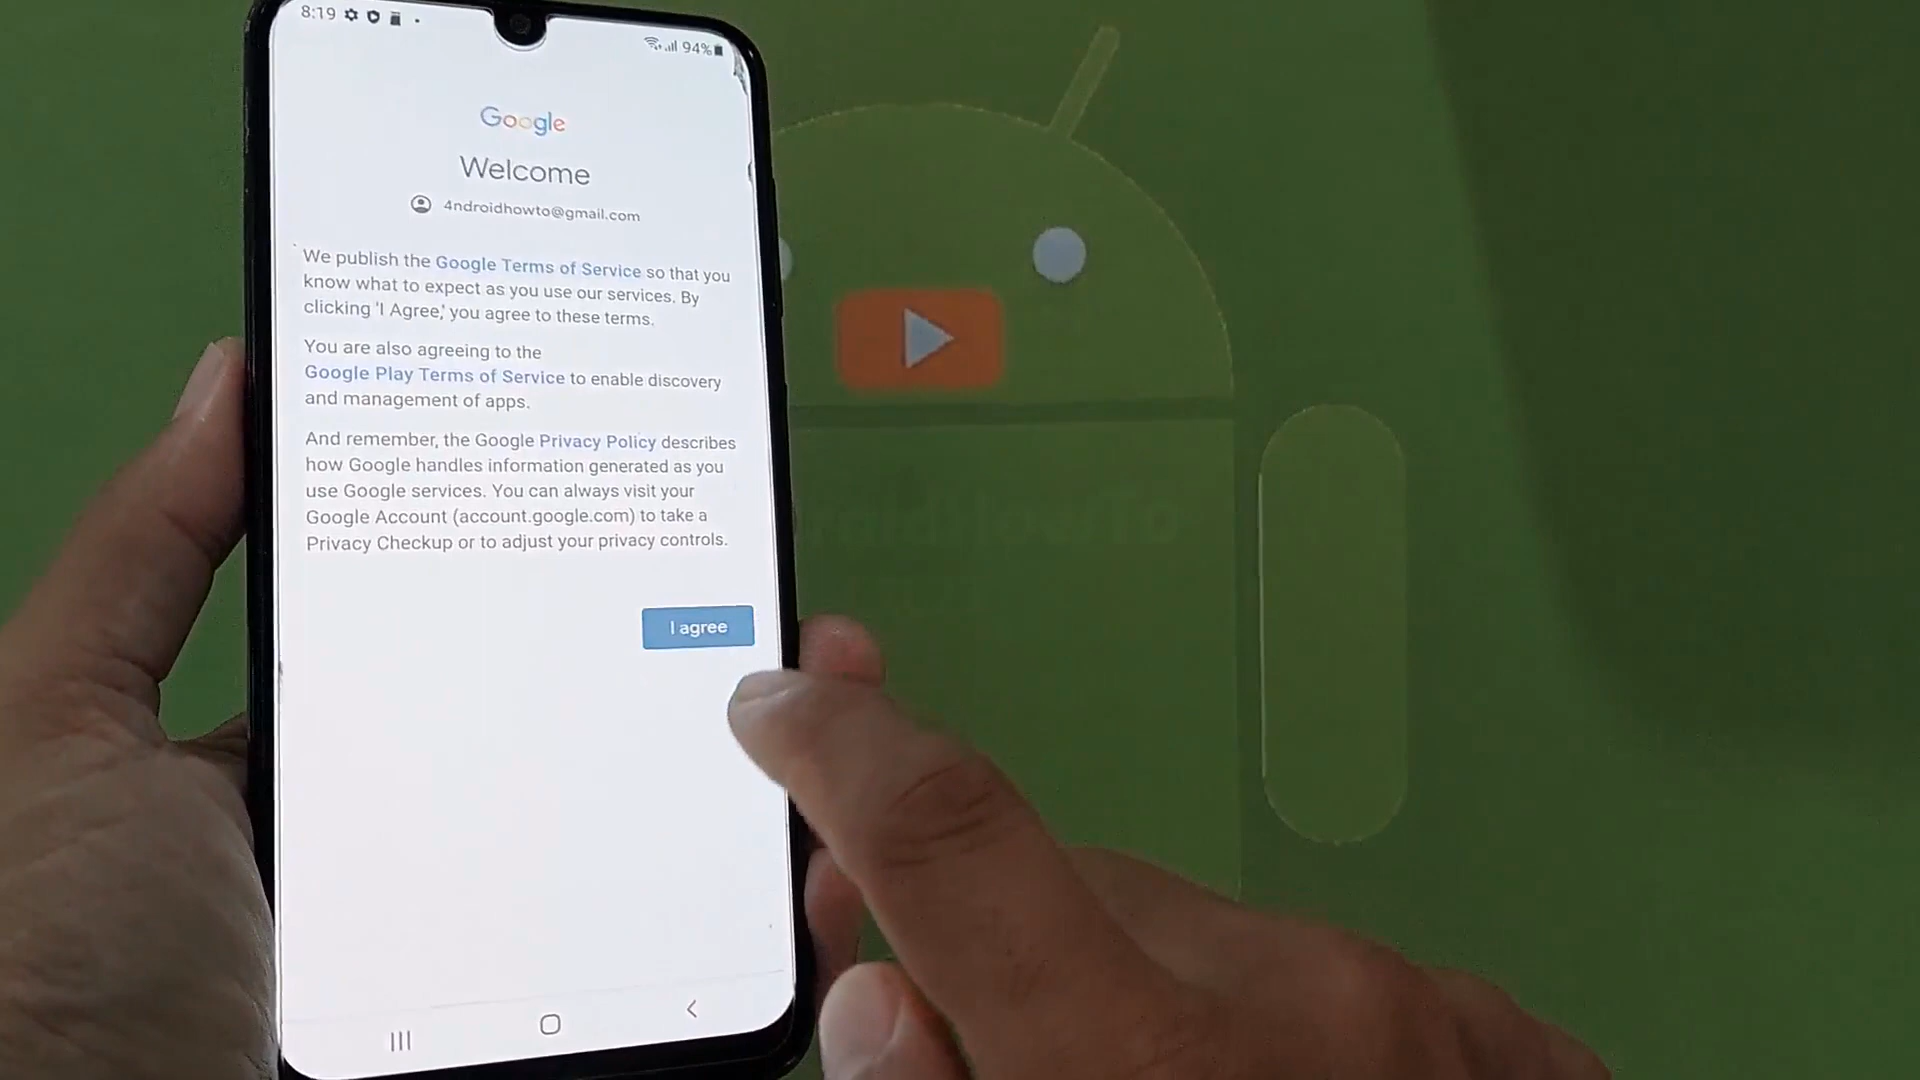 8:19
94%
Google
Welcome
4ndroidhowto@gmail.com
We publish the Google Terms of Service so that you
know what to expect as you use our services. By
clicking 'I Agree,' you agree to these terms.
You are also agreeing to the
Google Play Terms of Service to enable discovery
and management of apps.
And remember, the Google Privacy Policy describes
how Google handles information generated as you
use Google services. You can always visit your
Google Account (account.google.com) to take a
Privacy Checkup or to adjust your privacy controls.
I agree